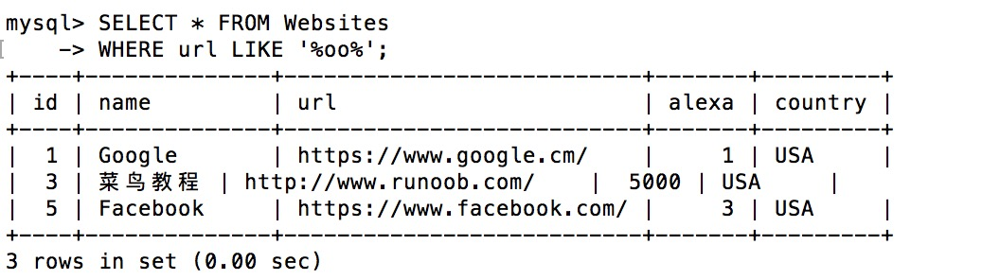 mysql> SELECT * FROM Websites
    -> WHERE url LIKE '%oo%';
+----+--------------+---------------------------+-------+---------+
| id | name         | url                       | alexa | country |
+----+--------------+---------------------------+-------+---------+
|  1 | Google       | https://www.google.cm/    |     1 | USA     |
|  3 | 菜鸟教程 | http://www.runoob.com/    |  5000 | USA     |
|  5 | Facebook     | https://www.facebook.com/ |     3 | USA     |
+----+--------------+---------------------------+-------+---------+
3 rows in set (0.00 sec)